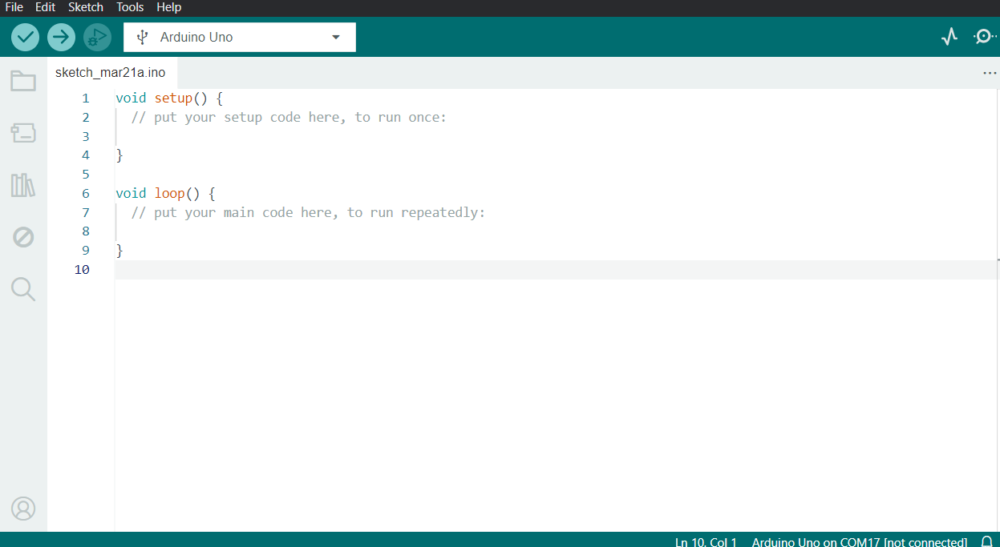 File Edit Sketch Tools Help
Arduino Uno
sketch_mar21a.ino
1 void setup() {
2 // put your setup code here, to run once:
3
4 }
5
6 void loop() {
7 // put your main code here, to run repeatedly:
8
9 }
10
Ln 10, Col 1 Arduino Uno on COM17 [not connected]